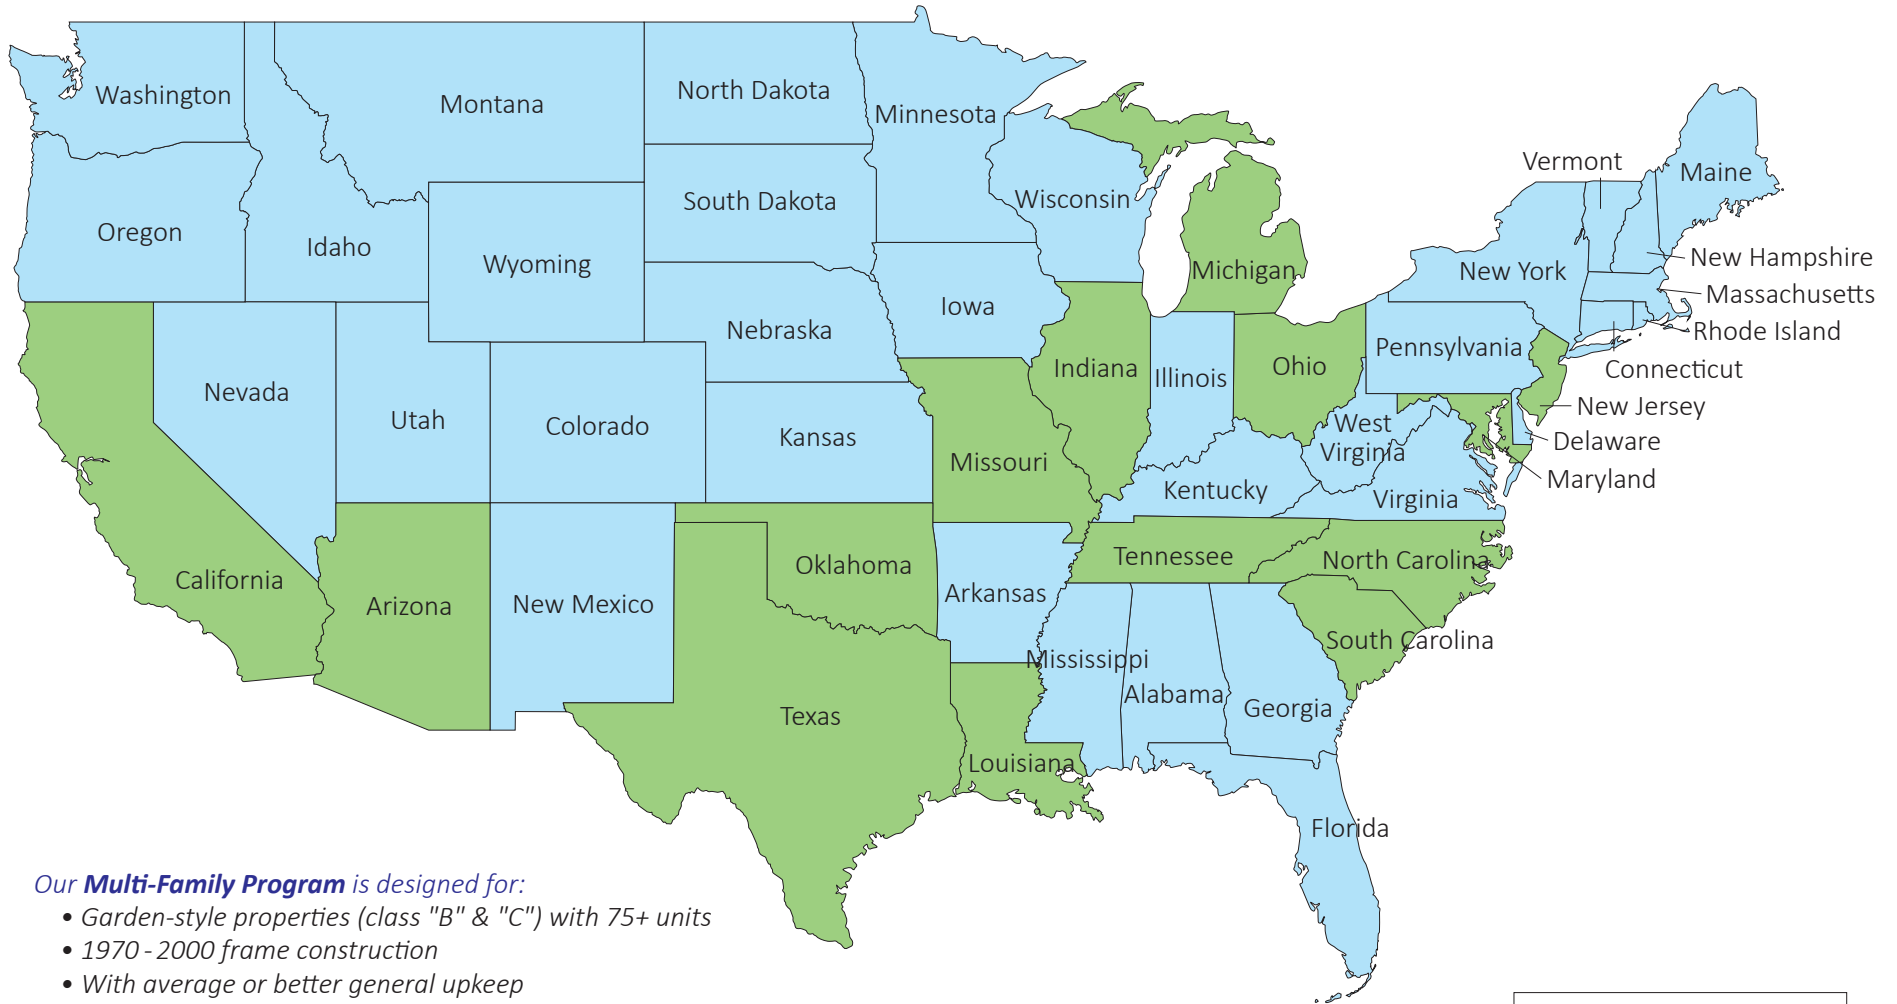 Washington
Montana
North Dakota
Minnesota
Vermont
Maine
Oregon
Idaho
Wyoming
South Dakota
Wisconsin
Michigan
New York
New Hampshire
Massachusetts
Rhode Island
Connecticut
Nevada
Utah
Colorado
Nebraska
Kansas
Iowa
Missouri
Indiana
Illinois
Ohio
Pennsylvania
New Jersey
Delaware
Maryland
West
Virginia
Virginia
Kentucky
California
Arizona
New Mexico
Oklahoma
Arkansas
Tennessee
North Carolina
South Carolina
Texas
Louisiana
Mississippi
Alabama
Georgia
Florida
Our Multi-Family Program is designed for:
• Garden-style properties (class "B" & "C") with 75+ units
• 1970 - 2000 frame construction
• With average or better general upkeep